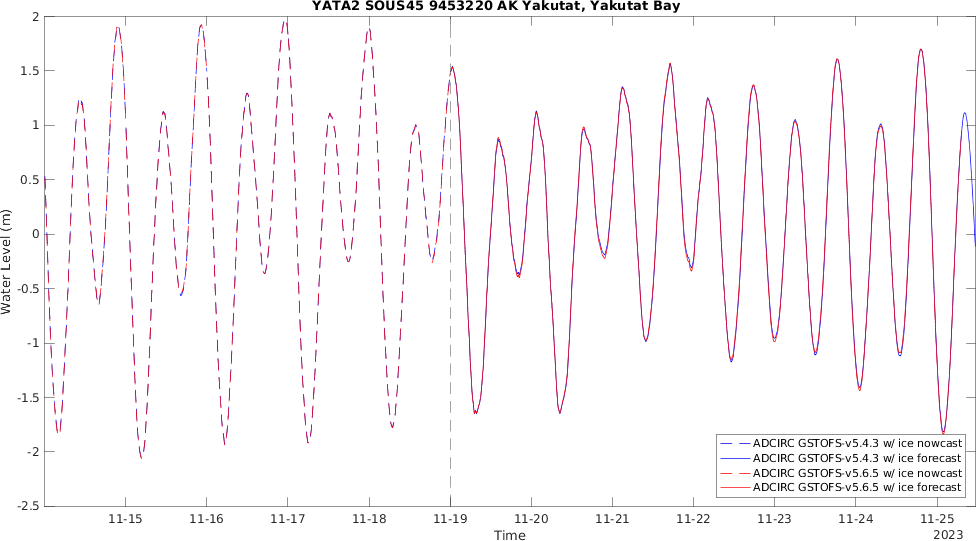 YATA2 SOUS45 9453220 AK Yakutat, Yakutat Bay
2
1.5
1
0.5
0
-0.5
-1
-1.5
-2
-2.5
Water Level (m)
11-15 11-16 11-17 11-18 11-19 11-20 11-21 11-22 11-23 11-24 11-25
Time
2023
ADCIRC GSTOFS-v5.4.3 w/ ice nowcast
ADCIRC GSTOFS-v5.4.3 w/ ice forecast
ADCIRC GSTOFS-v5.6.5 w/ ice nowcast
ADCIRC GSTOFS-v5.6.5 w/ ice forecast